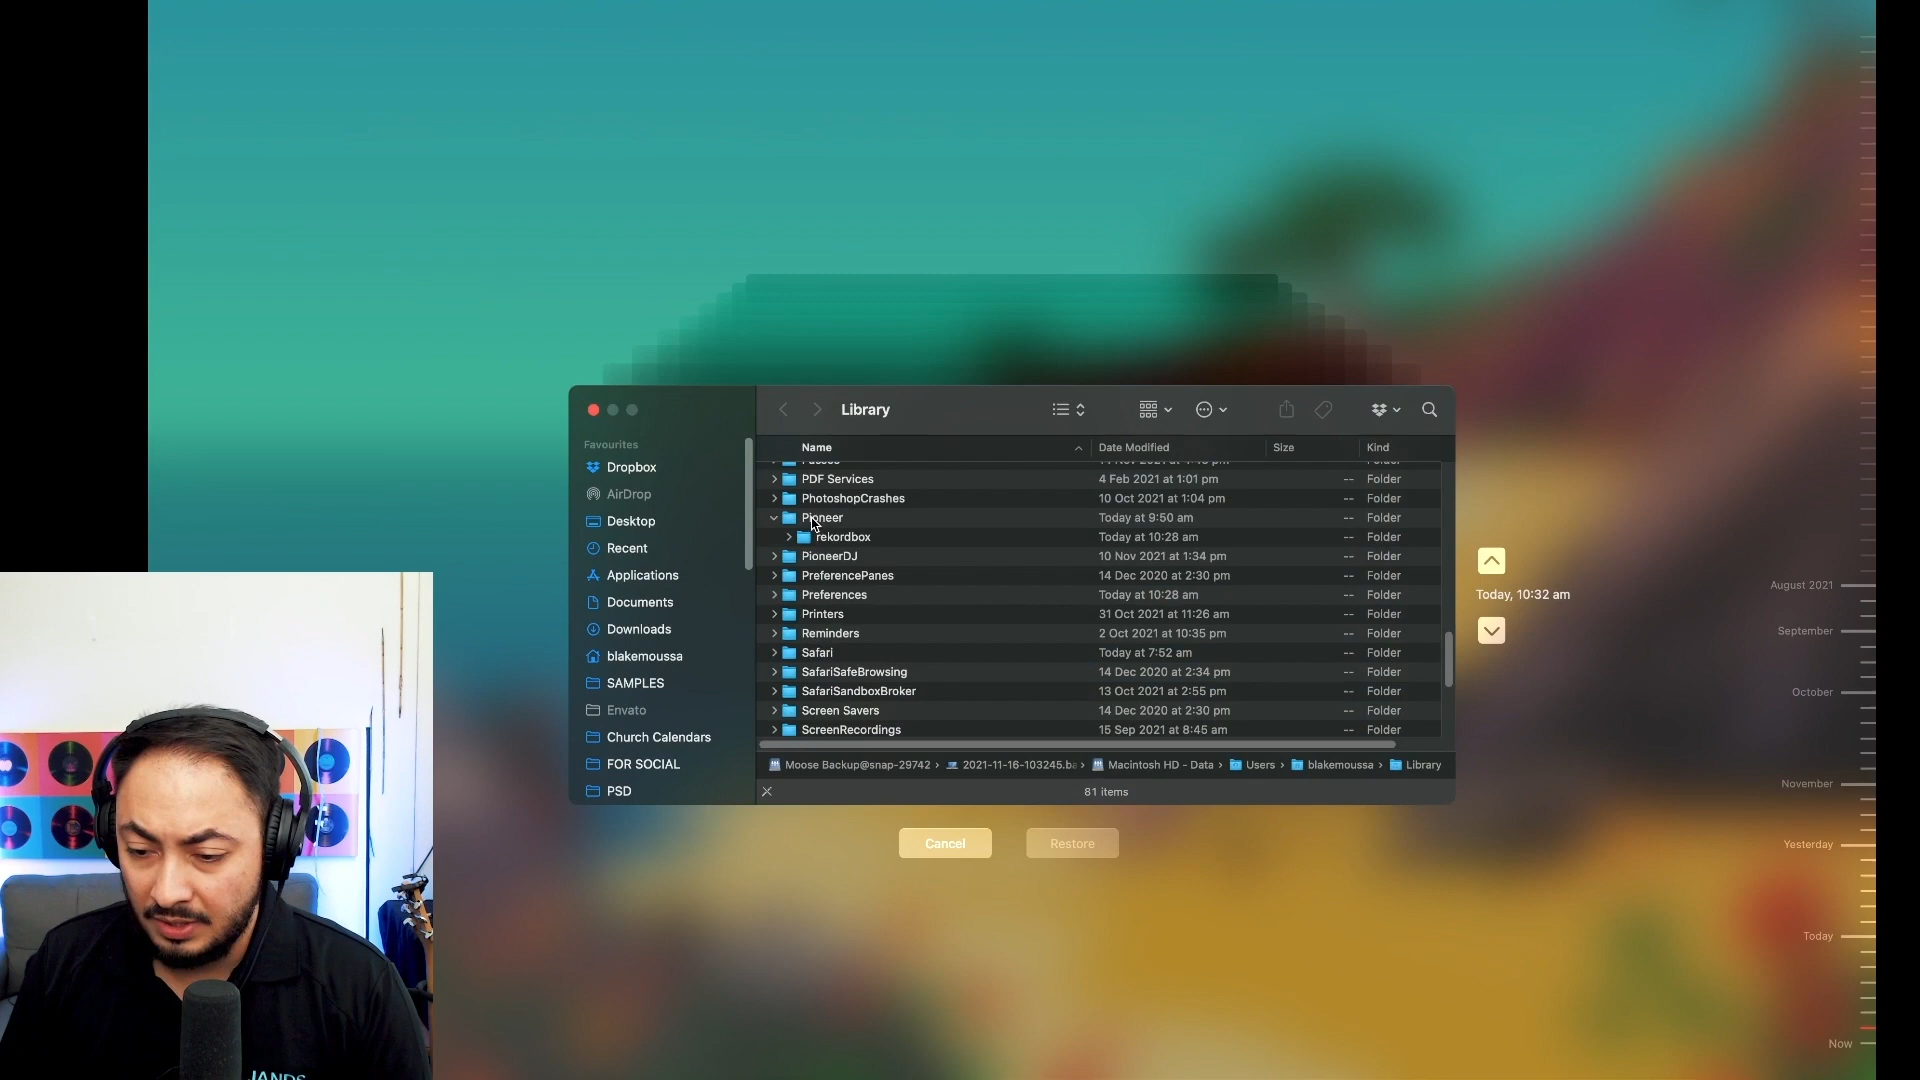 Library
Favourites
Dropbox
AirDrop
Desktop
Recent
Applications
Documents
Downloads
blakemoussa
SAMPLES
Envato
Church Calendars
FOR SOCIAL
PSD
Name Date Modified Size Kind
PDF Services 4 Feb 2021 at 1:01 pm -- Folder
PhotoshopCrashes 10 Oct 2021 at 1:04 pm -- Folder
Pioneer Today at 9:50 am -- Folder
rekordbox Today at 10:28 am -- Folder
PioneerDJ 10 Nov 2021 at 1:34 pm -- Folder
PreferencePanes 14 Dec 2020 at 2:30 pm -- Folder
Preferences Today at 10:28 am -- Folder
Printers 31 Oct 2021 at 11:26 am -- Folder
Reminders 2 Oct 2021 at 10:35 pm -- Folder
Safari Today at 7:52 am -- Folder
SafariSafeBrowsing 14 Dec 2020 at 2:34 pm -- Folder
SafariSandboxBroker 13 Oct 2021 at 2:55 pm -- Folder
Screen Savers 14 Dec 2020 at 2:30 pm -- Folder
ScreenRecordings 15 Sep 2021 at 8:45 am -- Folder
Moose Backup@snap-29742 › 2021-11-16-103245.ba › Macintosh HD - Data › Users › blakemoussa › Library
81 items
Cancel
Restore
Today, 10:32 am
August 2021
September
October
November
Yesterday
Today
Now